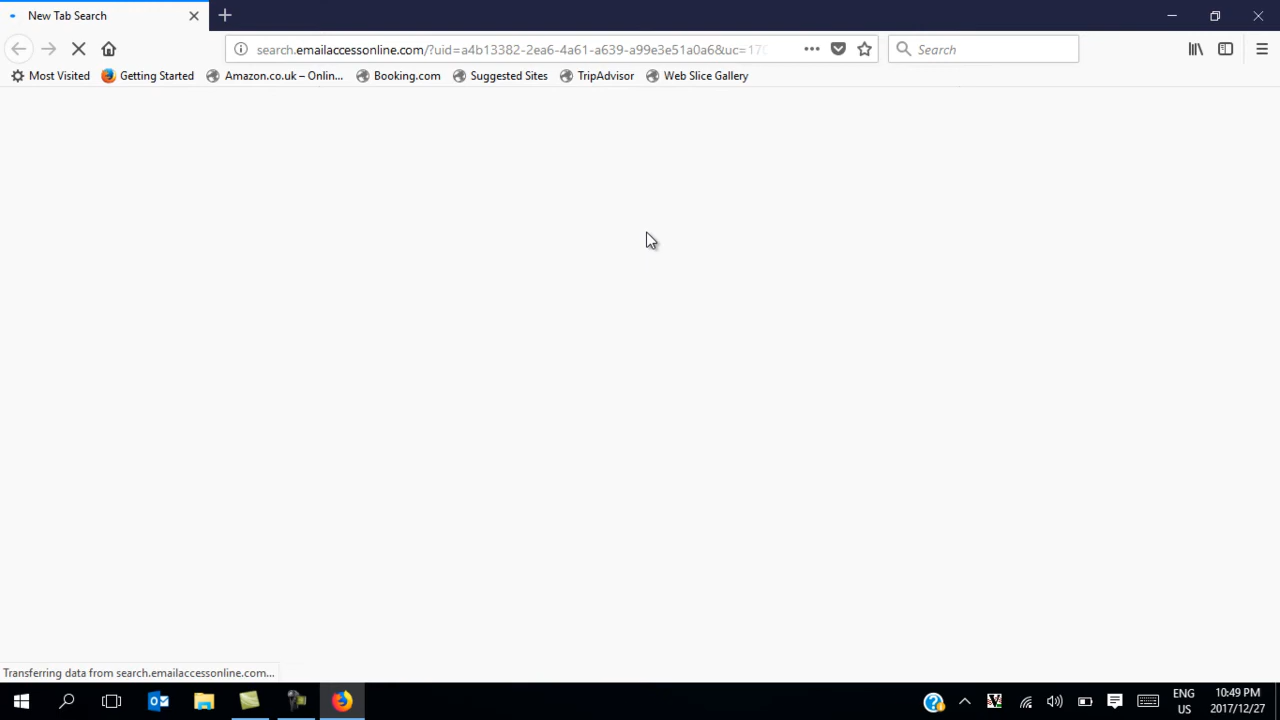 New Tab Search
search.emailaccessonline.com/?uid=a4b13382-2ea6-4a61-a639-a99e3e51a0a6&uc=170
Search
Most Visited Getting Started Amazon.co.uk – Onlin... Booking.com Suggested Sites TripAdvisor Web Slice Gallery
Transferring data from search.emailaccessonline.com...
ENG 10:49 PM
US 2017/12/27